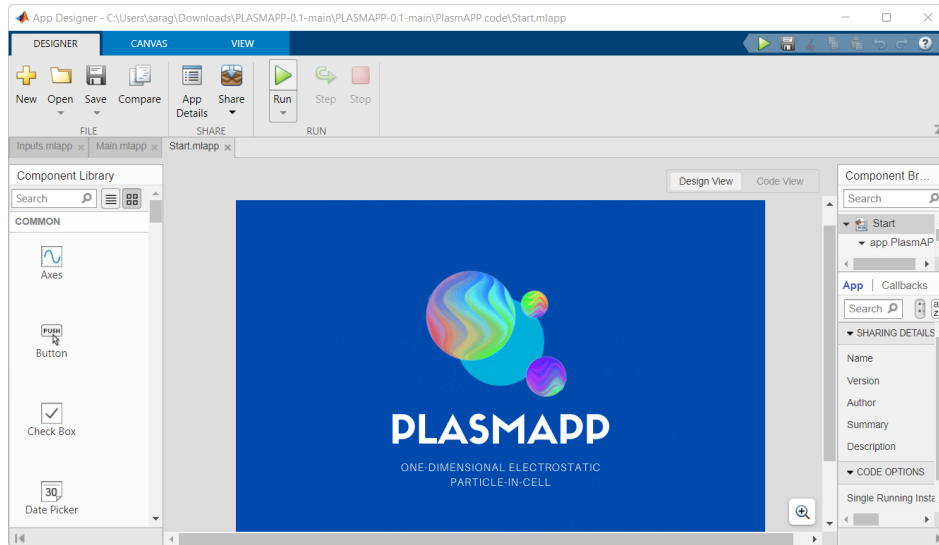 App Designer - C:\Users\sarag\Downloads\PLASMAPP-0.1-main\PLASMAPP-0.1-main\PlasmAPP code\Start.mlapp
DESIGNER
CANVAS
VIEW
New
Open
Save
Compare
App Details
Share
Run
Step
Stop
FILE
SHARE
RUN
Inputs.mlapp
Main.mlapp
Start.mlapp
Component Library
Search
COMMON
Axes
PUSH
Button
Check Box
30
Date Picker
Design View
Code View
PLASMAPP
ONE-DIMENSIONAL ELECTROSTATIC
PARTICLE-IN-CELL
Component Br...
Search
Start
app.PlasmAP
App
Callbacks
Search
a
z
SHARING DETAILS
Name
Version
Author
Summary
Description
CODE OPTIONS
Single Running Insta